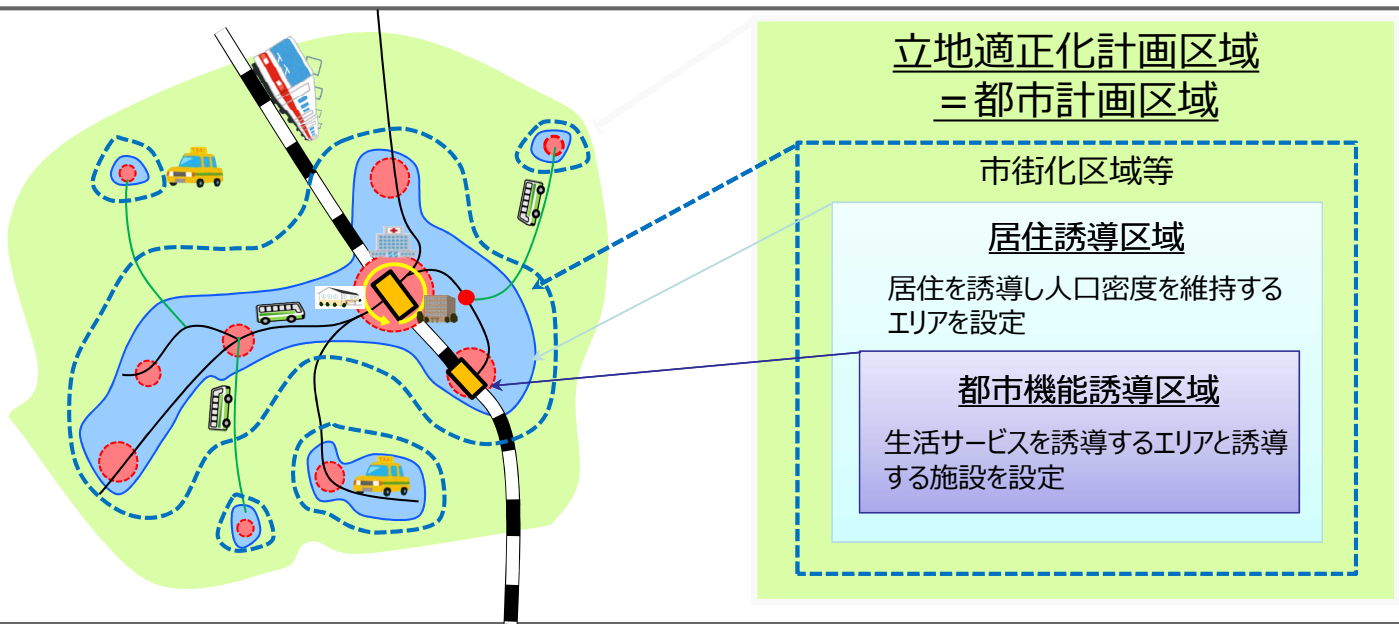 立地適正化計画区域
＝都市計画区域
市街化区域等
居住誘導区域
居住を誘導し人口密度を維持する
エリアを設定
都市機能誘導区域
生活サービスを誘導するエリアと誘導
する施設を設定